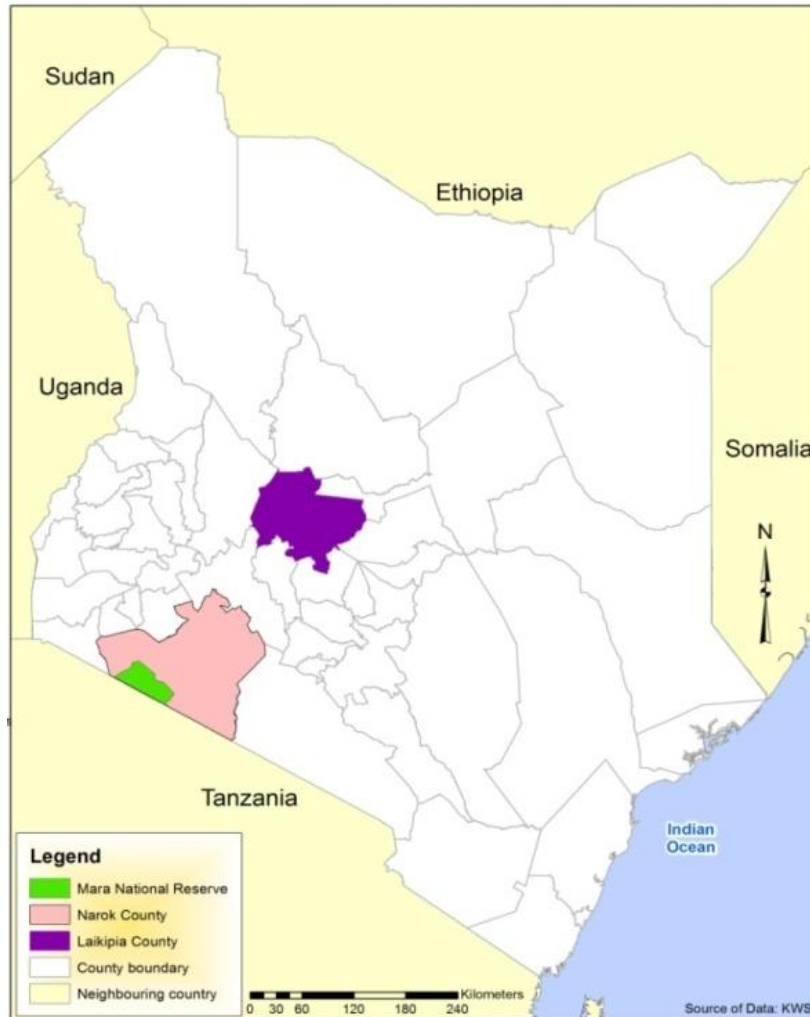 Sudan
Ethiopia
Uganda
Somalia
N
Tanzania
Indian
Ocean
Legend
Mara National Reserve
Narok County
Laikipia County
County boundary
Neighbouring country
Kilometers
0 15 30 60 120 180 240
Source of Data: KWS